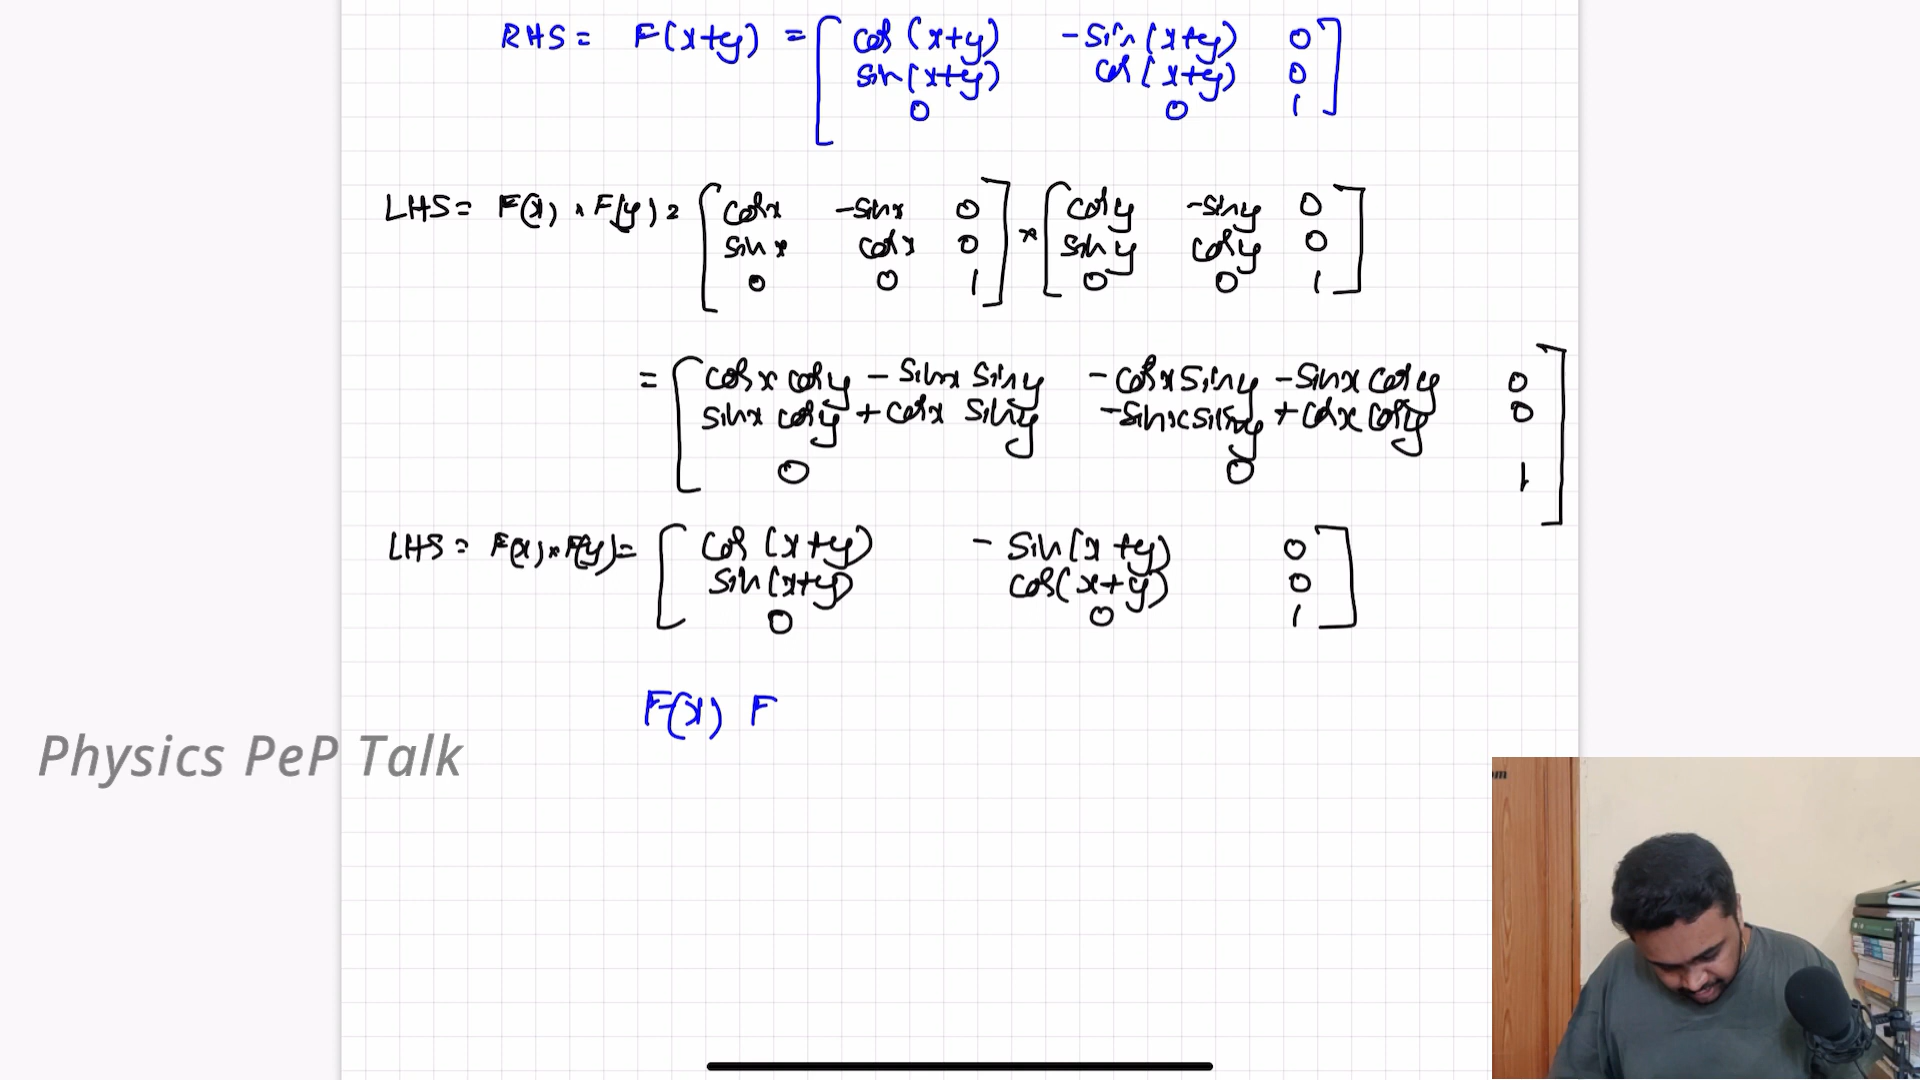 RHS = F(x+y) = [ cos (x+y) -sin (x+y) 0
sin (x+y) cos (x+y) 0
0 0 1 ]
LHS = F(x) . F(y) = [ cosx -sinx 0 ] * [ cosy -siny 0 ]
sinx cosx 0 siny cosy 0
0 0 1 0 0 1
= [ cosx cosy - sinx siny -cosx siny - sinx cosy 0 ]
sinx cosy + cosx siny -sinx siny + cosx cosy 0
0 0 1
LHS = F(x) * F(y) = [ cos (x+y) - sin (x+y) 0 ]
sin (x+y) cos (x+y) 0
0 0 1
F(x) F
Physics PeP Talk